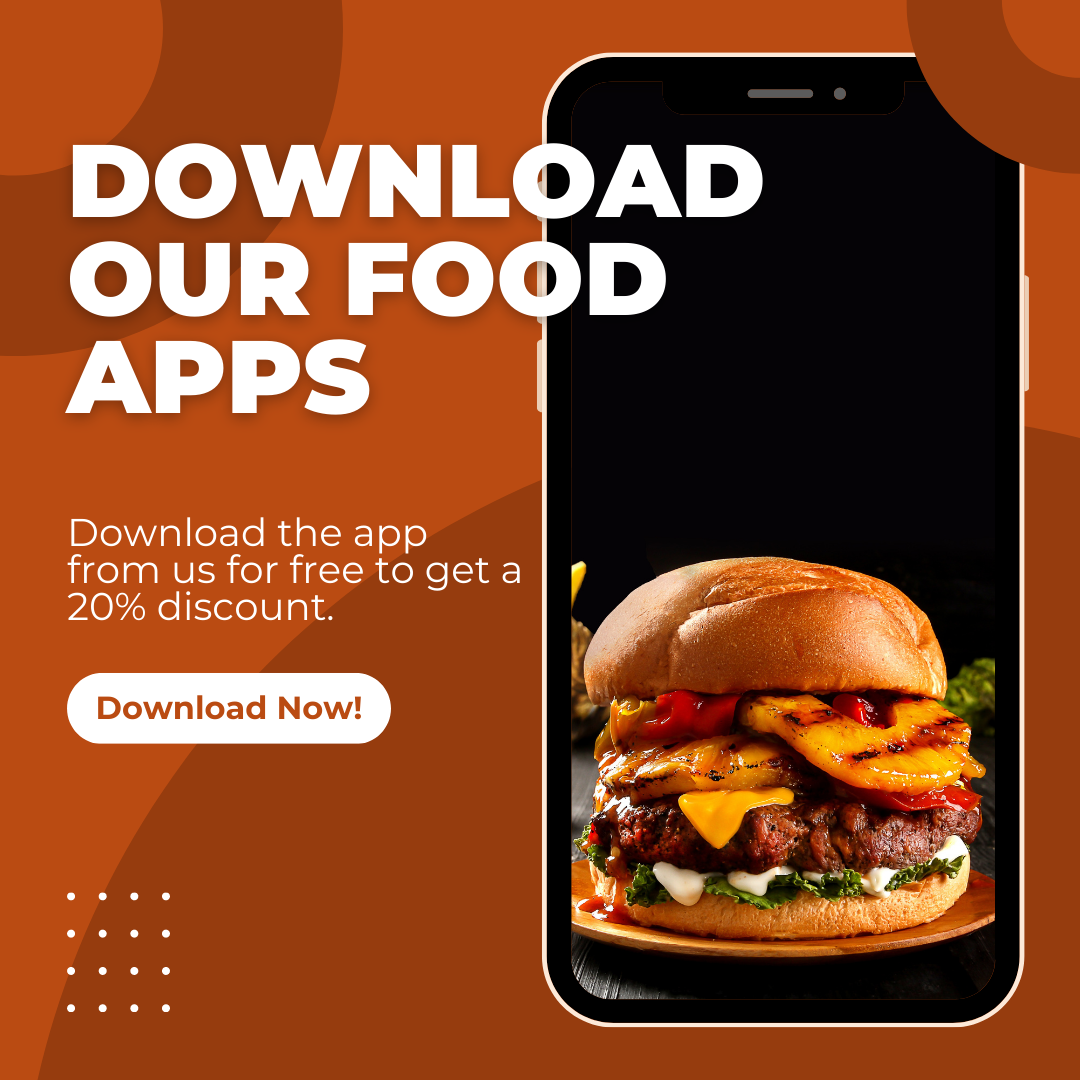 DOWNLOAD
OUR FOOD
APPS
Download the app
from us for free to get a
20% discount.
Download Now!